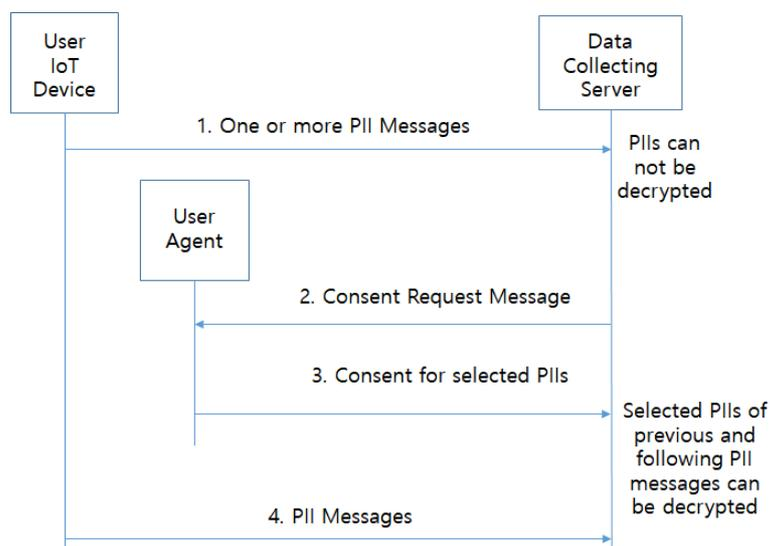 User
IoT
Device
Data
Collecting
Server
1. One or more PII Messages
PIIs can
not be
decrypted
User
Agent
2. Consent Request Message
3. Consent for selected PIIs
Selected PIIs of
previous and
following PII
messages can
be decrypted
4. PII Messages